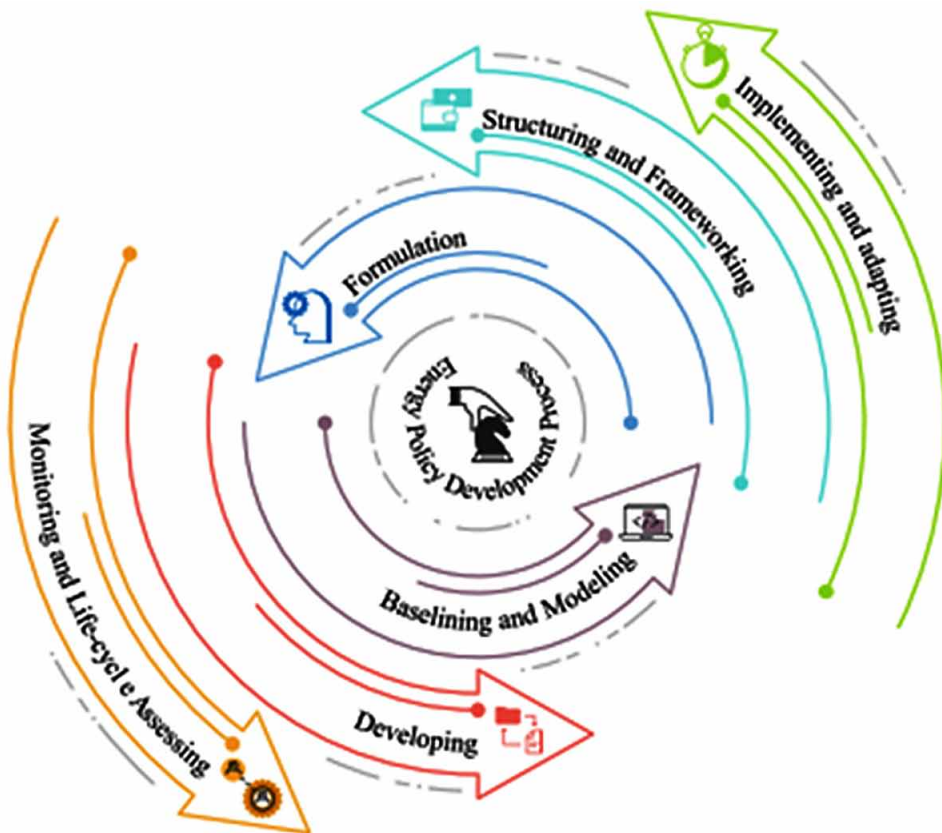 Implementing and adapting
Structuring and Frameworking
Formulation
Energy Policy Development Process
Baselining and Modeling
Developing
Monitoring and Life-cycl e Assessing